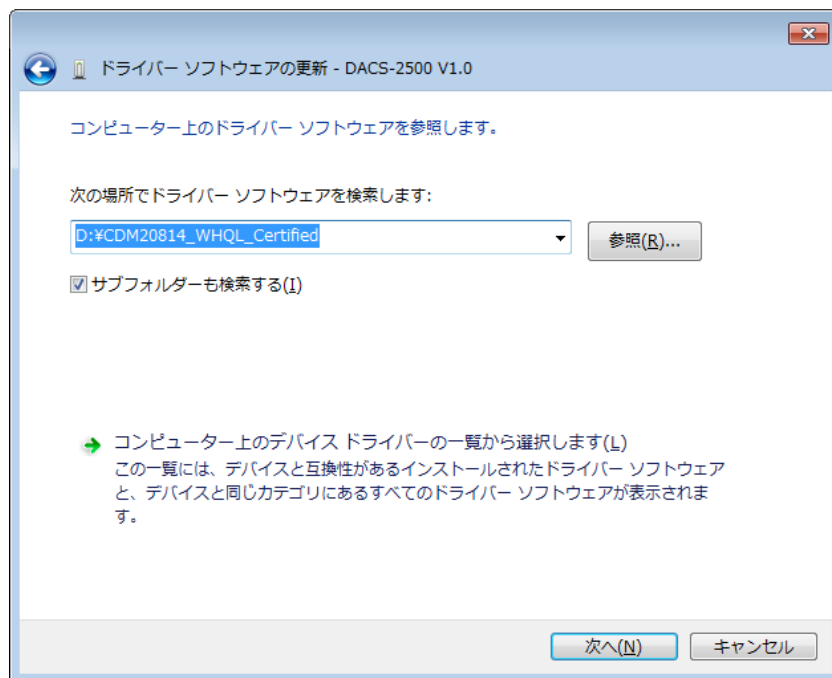 ドライバー ソフトウェアの更新 - DACS-2500 V1.0
コンピューター上のドライバー ソフトウェアを参照します。
次の場所でドライバー ソフトウェアを検索します:
D:¥CDM20814_WHQL_Certified
参照(R)...
サブフォルダーも検索する(I)
コンピューター上のデバイス ドライバーの一覧から選択します(L)
この一覧には、デバイスと互換性があるインストールされたドライバー ソフトウェア
と、デバイスと同じカテゴリにあるすべてのドライバー ソフトウェアが表示されま
す。
次へ(N)
キャンセル